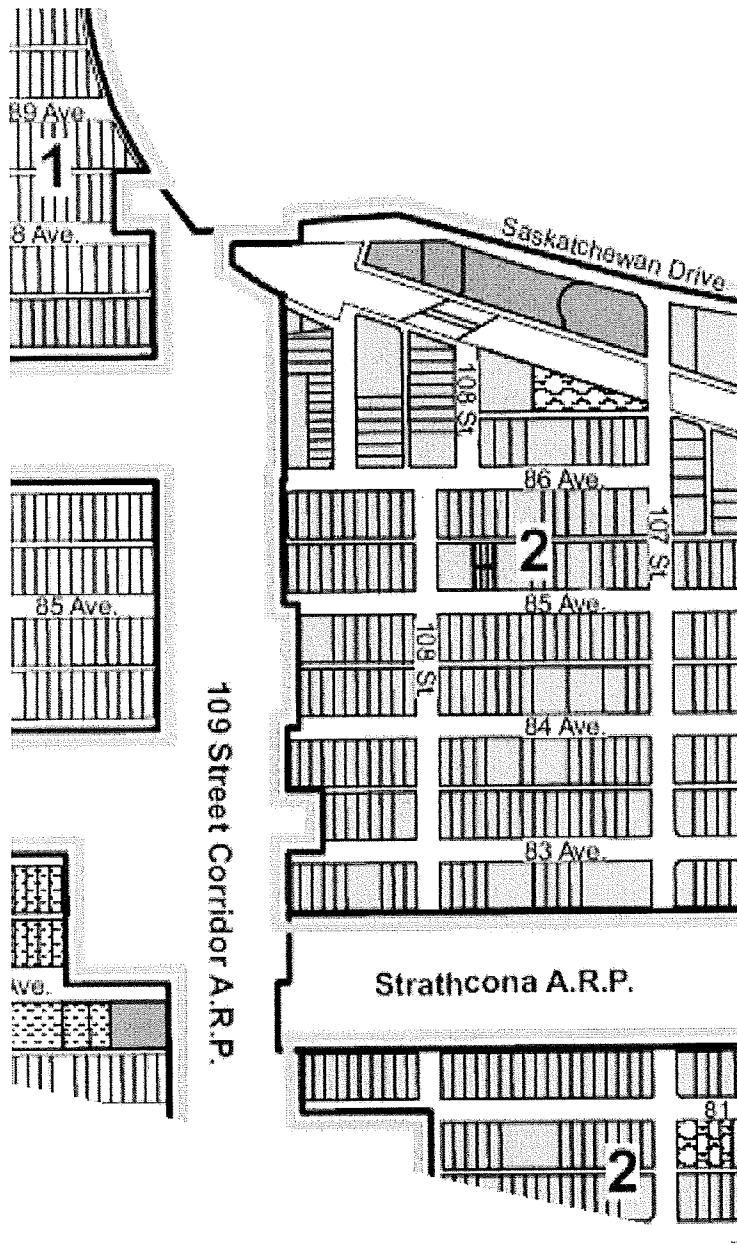 89 Ave.
1
8 Ave.
Saskatchewan Drive
108 St.
86 Ave.
107 St.
2
85 Ave.
85 Ave.
108 St.
84 Ave.
109 Street Corridor A.R.P.
83 Ave.
Ave.
Strathcona A.R.P.
81
2